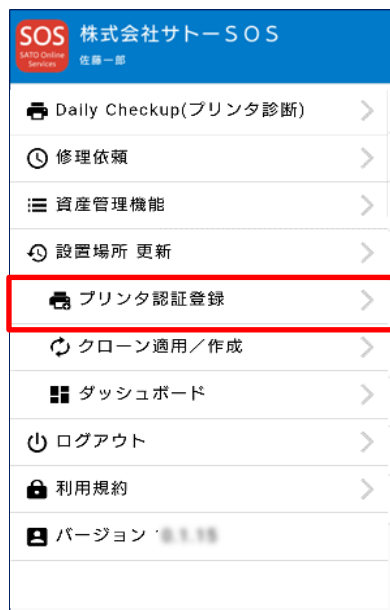 SOS
SATO Online
Services
株式会社サトーＳＯＳ
佐藤一郎
Daily Checkup(プリンタ診断)
修理依頼
資産管理機能
設置場所 更新
プリンタ認証登録
クローン適用／作成
ダッシュボード
ログアウト
利用規約
バージョン